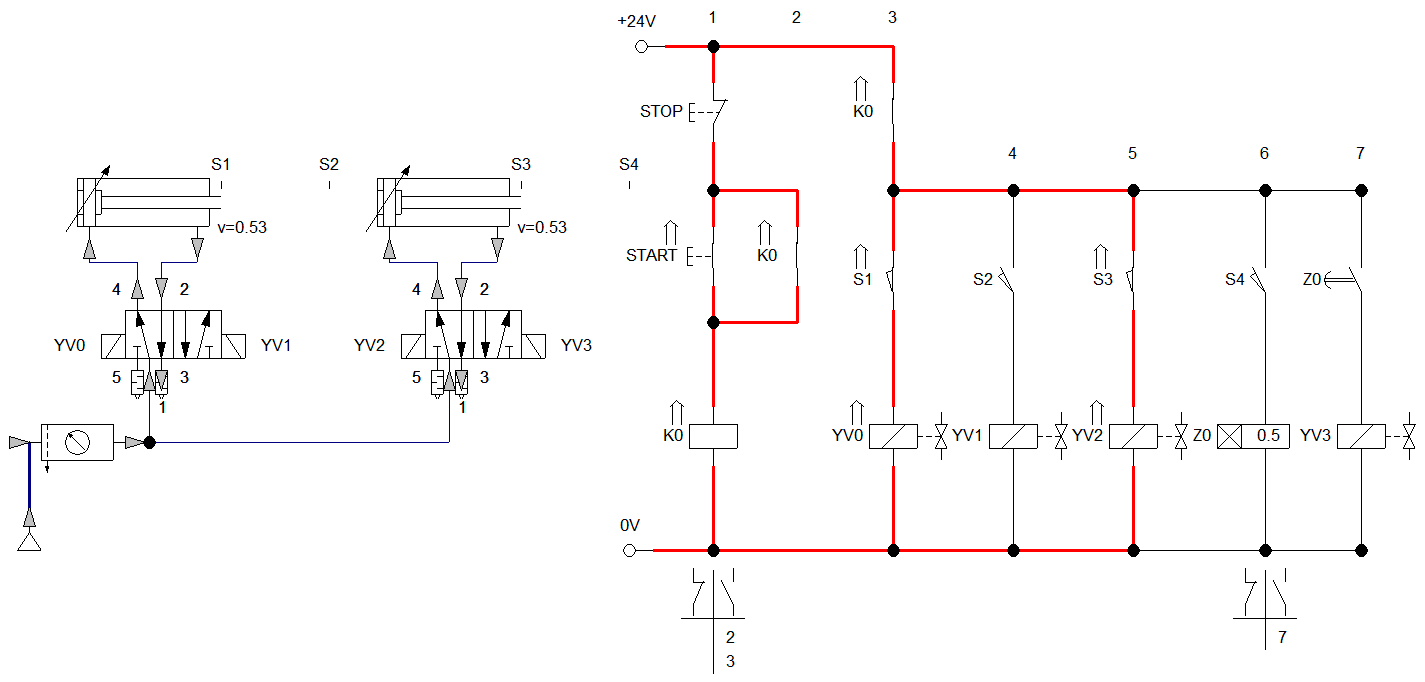 +24V 1 2 3
STOP K0
4 5 6 7
S1 S2 S3 S4
v=0.53 v=0.53
START K0 S1 S2 S3 S4 Z0
4 2 4 2
YV0 YV1 YV2 YV3
5 3 5 3
1 1
K0 YV0 YV1 YV2 Z0 0.5 YV3
0V
2 7
3